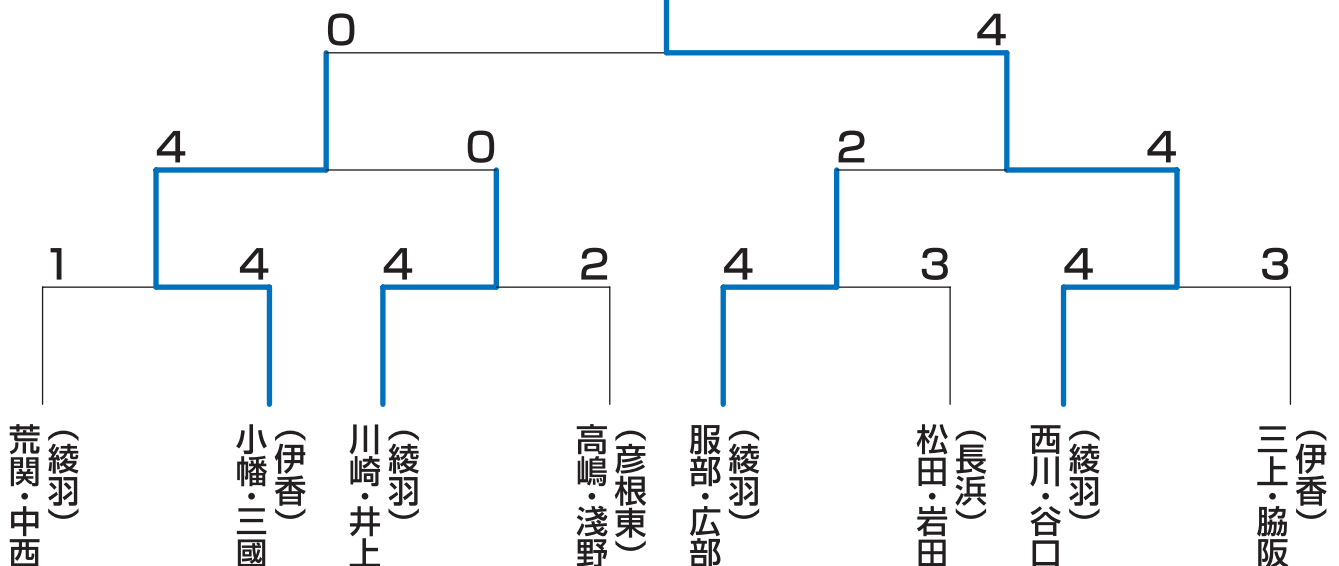 0 4
4 0 2 4
1 4 4 2 4 3 4 3
荒関・中西
(綾羽)
小幡・三國
(伊香)
川崎・井上
(綾羽)
高嶋・淺野
(彦根東)
服部・広部
(綾羽)
松田・岩田
(長浜)
西川・谷口
(綾羽)
三上・脇阪
(伊香)